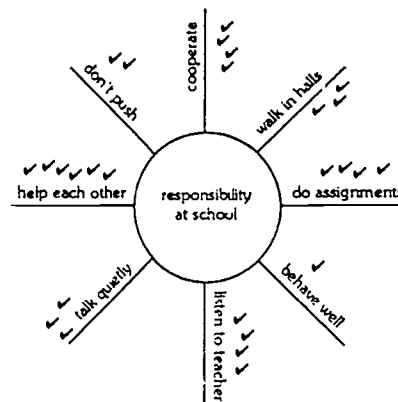 cooperate
walk in halls
do assignments
behave well
listen to teacher
talk quietly
help each other
don't push
responsibility
at school